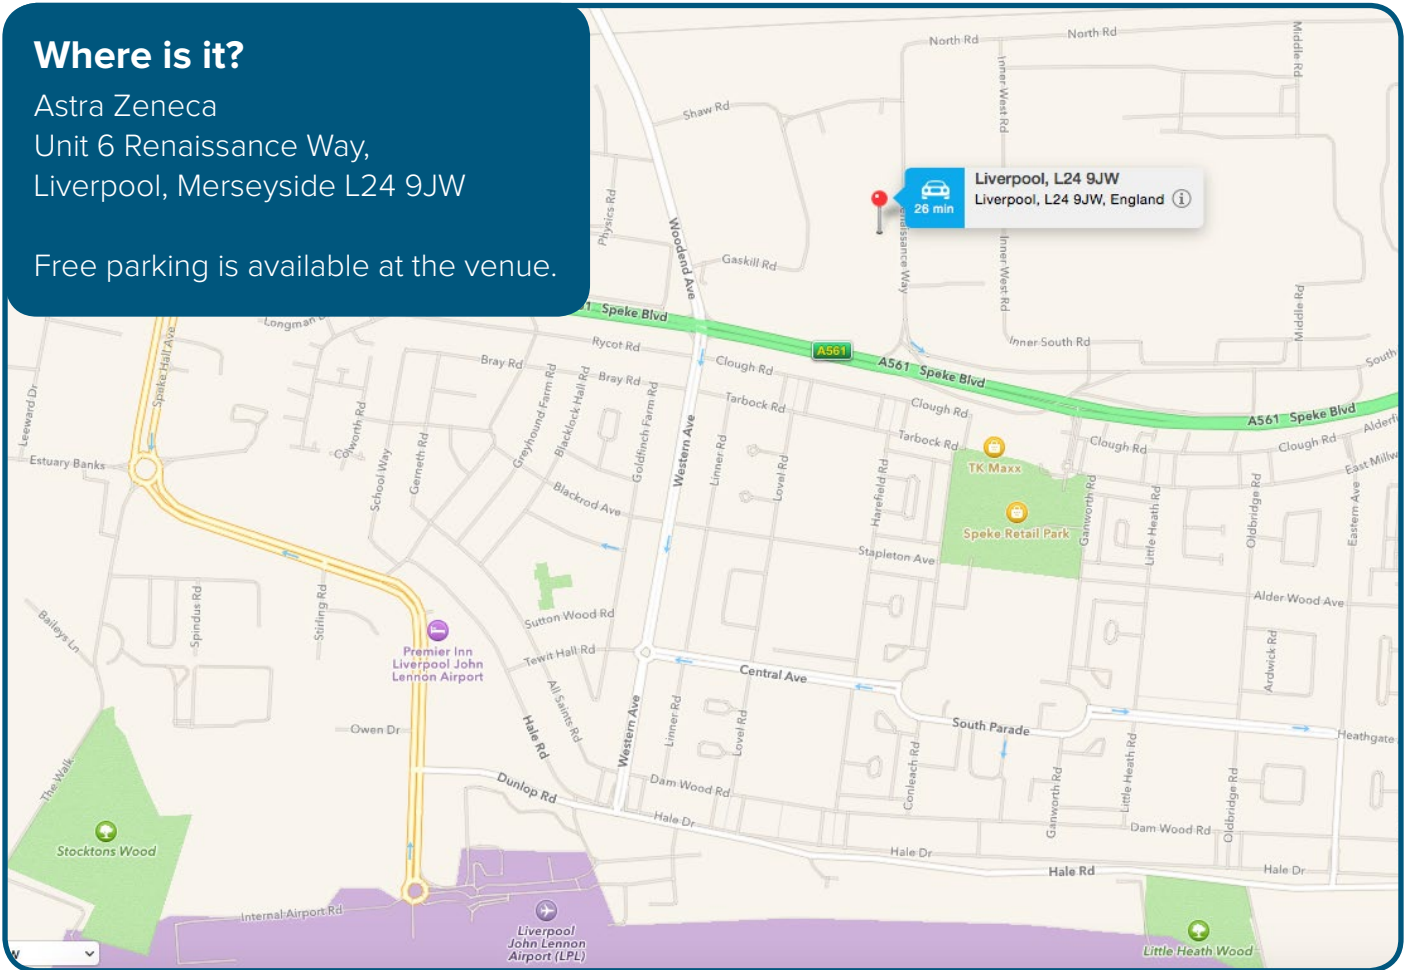 Where is it?
Astra Zeneca
Unit 6 Renaissance Way,
Liverpool, Merseyside L24 9JW
Free parking is available at the venue.
North Rd
North Rd
Middle Rd
Inner West Rd
Shaw Rd
Liverpool, L24 9JW
Liverpool, L24 9JW, England
26 min
Physics Rd
Woodend Ave
Gaskill Rd
Inner West Rd
Middle Rd
Speke Blvd
Longman
Rycot Rd
A561
Inner South Rd
South
Speke Hall Ave
Bray Rd
Bray Rd
Clough Rd
A561 Speke Blvd
Leeward Dr
Colworth Rd
Greyhound Farm Rd
Blacklock Hall Rd
Goldfinch Farm Rd
Tarbock Rd
Clough Rd
A561 Speke Blvd
Estuary Banks
School Way
Gerneth Rd
Western Ave
Linner Rd
Lovel Rd
Harefield Rd
Tarbock Rd
TK Maxx
Clough Rd
Clough Rd
Blackrod Ave
Speke Retail Park
Ganworth Rd
Little Heath Rd
Oldbridge Rd
Eastern Ave
Stapleton Ave
Baileys Ln
Spindus Rd
Stirling Rd
Sutton Wood Rd
Alder Wood Ave
Premier Inn
Liverpool John
Lennon Airport
Tewit Hall Rd
Central Ave
Ardwick Rd
Owen Dr
Hale Rd
All Saints Rd
Western Ave
Linner Rd
Lovel Rd
South Parade
Heathgate
The Walk
Dunlop Rd
Dam Wood Rd
Conleach Rd
Ganworth Rd
Little Heath Rd
Oldbridge Rd
Stocktons Wood
Hale Dr
Dam Wood Rd
Hale Dr
Hale Rd
Hale Dr
Internal Airport Rd
Liverpool
John Lennon
Airport (LPL)
Little Heath Wood